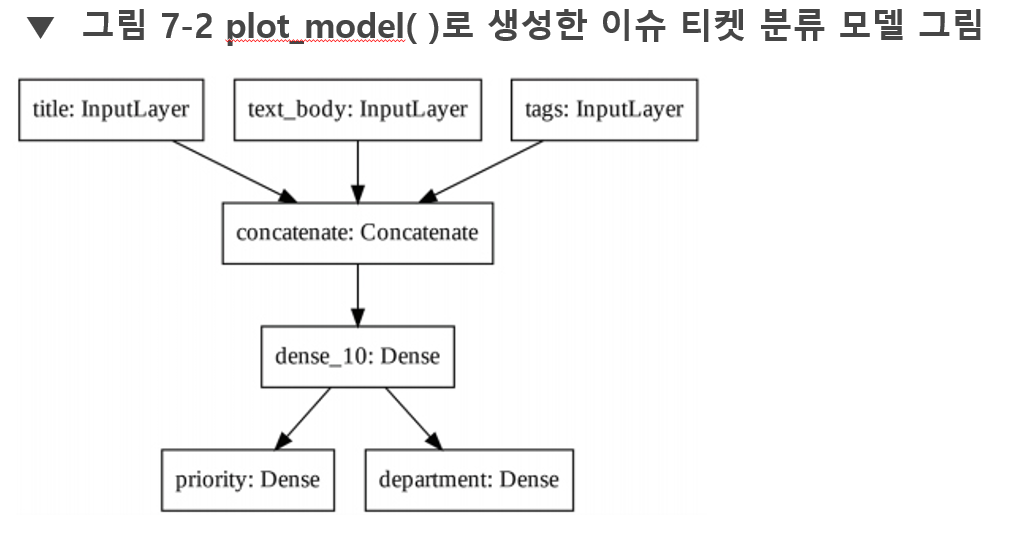 ▼ 그림 7-2 plot_model( )로 생성한 이슈 티켓 분류 모델 그림
title: InputLayer
text_body: InputLayer
tags: InputLayer
concatenate: Concatenate
dense_10: Dense
priority: Dense
department: Dense